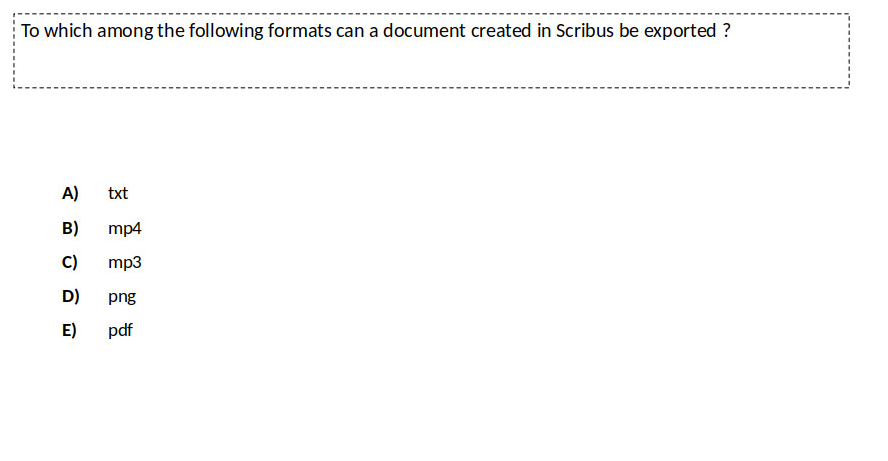 To which among the following formats can a document created in Scribus be exported ?
A) txt
B) mp4
C) mp3
D) png
E) pdf